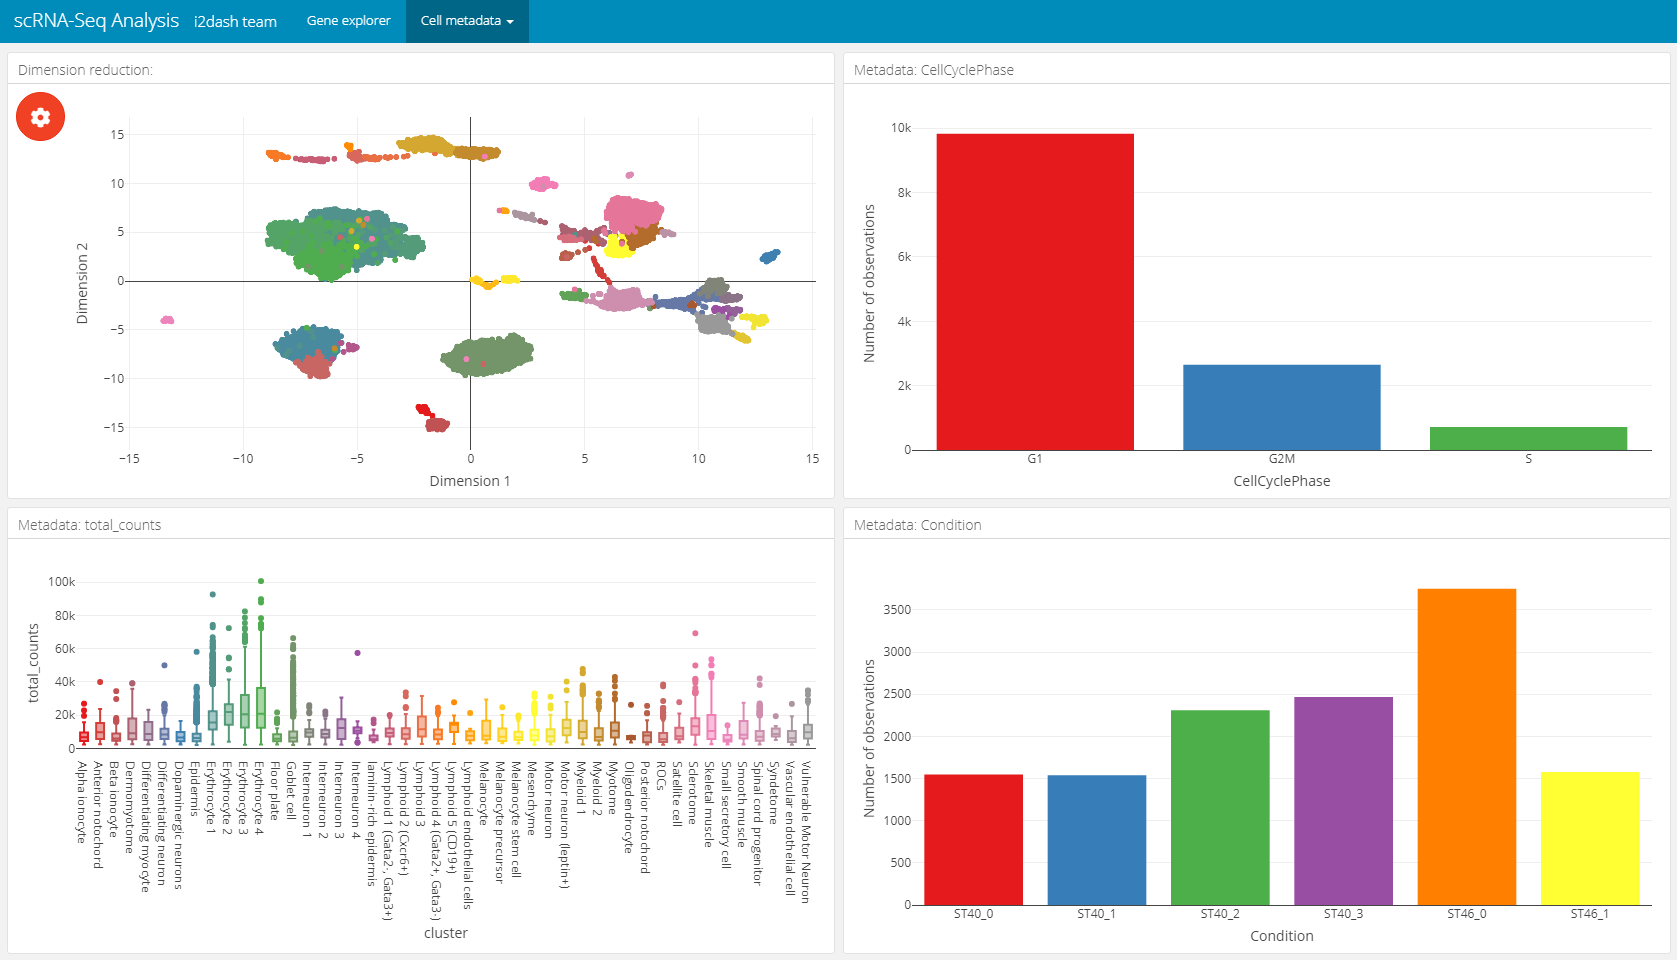 scRNA-Seq Analysis i2dash team Gene explorer Cell metadata
Dimension reduction:
15
10
5
0
−5
−10
−15
Dimension 2
−15 −10 −5 0 5 10 15
Dimension 1
Metadata: CellCyclePhase
10k
8k
6k
4k
2k
0
Number of observations
G1 G2M S
CellCyclePhase
Metadata: total_counts
100k
80k
60k
40k
20k
0
total_counts
Alpha ionocyte
Anterior notochord
Beta ionocyte
Dermomyotome
Differentiating myocyte
Differentiating neuron
Dopaminergic neurons
Epidermis
Erythrocyte 1
Erythrocyte 2
Erythrocyte 3
Erythrocyte 4
Floor plate
Goblet cell
Interneuron 1
Interneuron 2
Interneuron 3
Interneuron 4
laminin-rich epidermis
Lymphoid 1 (Gata2-, Gata3+)
Lymphoid 2 (Cxcr6+)
Lymphoid 3
Lymphoid 4 (Gata2+, Gata3-)
Lymphoid 5 (CD19+)
Lymphoid endothelial cells
Melanocyte
Melanocyte precursor
Melanocyte stem cell
Mesenchyme
Motor neuron
Motor neuron (leptin+)
Myeloid 1
Myeloid 2
Myotome
Oligodendrocyte
Posterior notochord
ROCs
Satellite cell
Sclerotome
Skeletal muscle
Small secretory cell
Smooth muscle
Spinal cord progenitor
Syndetome
Vascular endothelial cell
Vulnerable Motor Neuron
cluster
Metadata: Condition
3500
3000
2500
2000
1500
1000
500
0
Number of observations
ST40_0 ST40_1 ST40_2 ST40_3 ST46_0 ST46_1
Condition